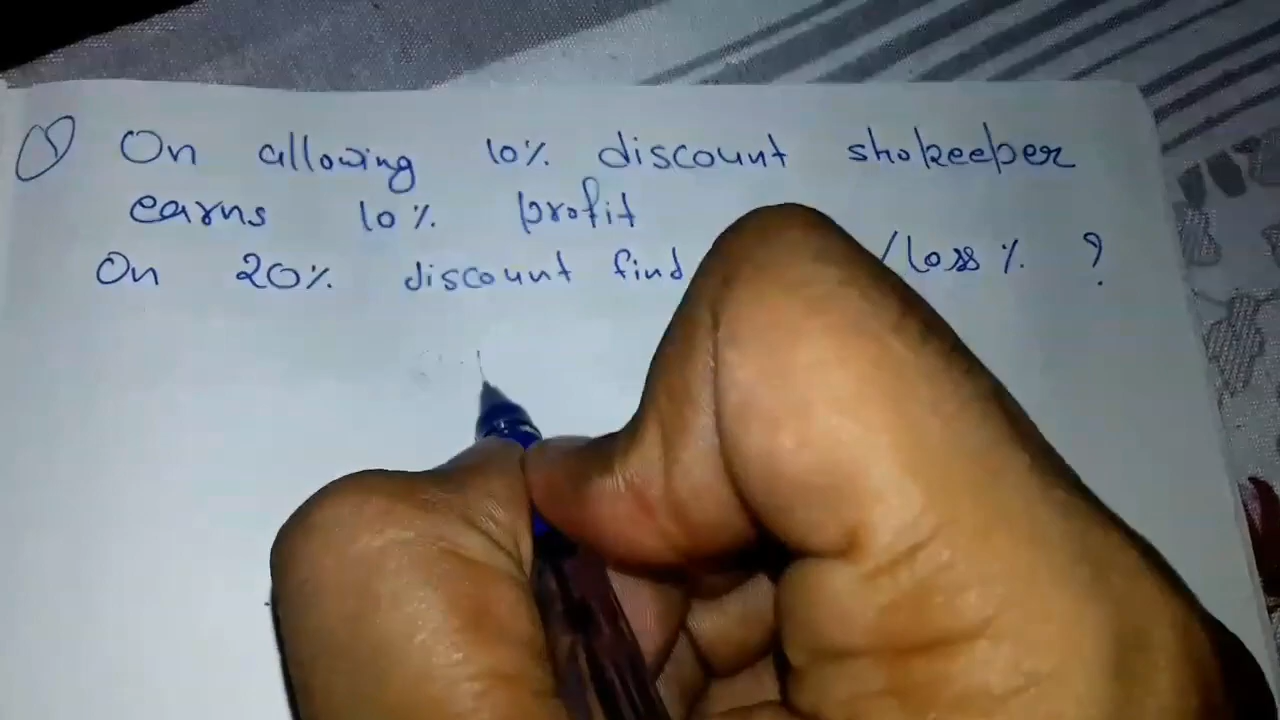 On allowing 10% discount shokeeper
earns 10% profit
On 20% discount find /loss % ?